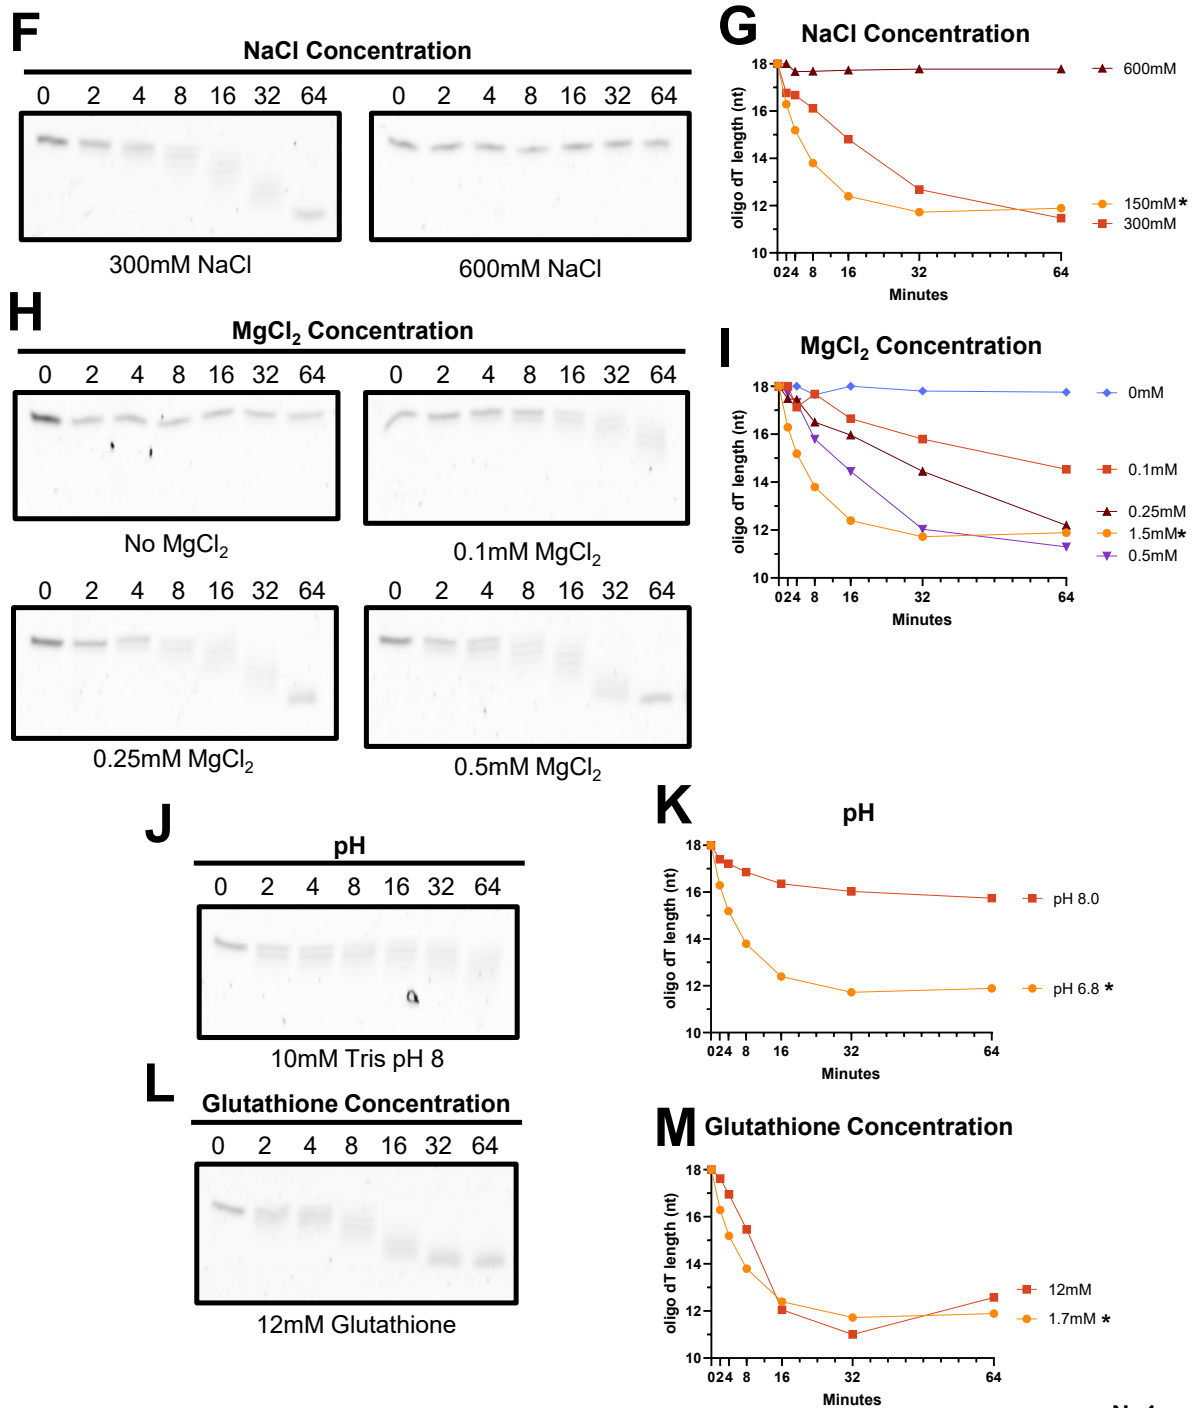 F
NaCl Concentration
0 2 4 8 16 32 64
300mM NaCl
600mM NaCl
0 2 4 8 16 32 64
G
NaCl Concentration
oligo dT length (nt)
18
16
14
12
10
0 2 4 8 16 32 64
Minutes
600mM
150mM*
300mM
H
MgCl₂ Concentration
0 2 4 8 16 32 64
0 2 4 8 16 32 64
No MgCl₂
0.1mM MgCl₂
0 2 4 8 16 32 64
0 2 4 8 16 32 64
0.25mM MgCl₂
0.5mM MgCl₂
I
MgCl₂ Concentration
oligo dT length (nt)
18
16
14
12
10
0 2 4 8 16 32 64
Minutes
0mM
0.1mM
0.25mM
1.5mM*
0.5mM
J
pH
0 2 4 8 16 32 64
10mM Tris pH 8
K
pH
oligo dT length (nt)
18
16
14
12
10
0 2 4 8 16 32 64
Minutes
pH 8.0
pH 6.8 *
L
Glutathione Concentration
0 2 4 8 16 32 64
12mM Glutathione
M
Glutathione Concentration
oligo dT length (nt)
18
16
14
12
10
0 2 4 8 16 32 64
Minutes
12mM
1.7mM *